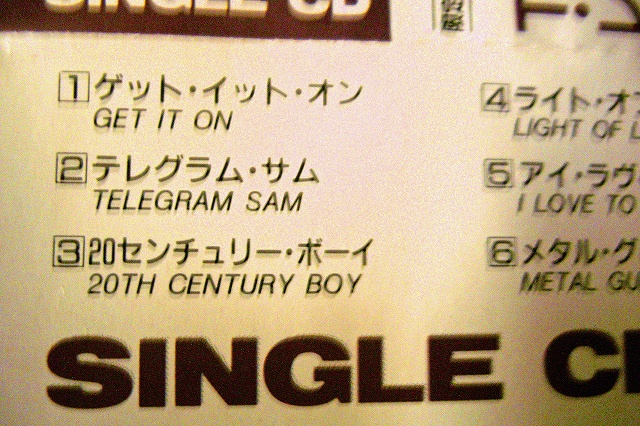 SINGLE CD
限定
T.
1 ゲット・イット・オン
GET IT ON
2 テレグラム・サム
TELEGRAM SAM
3 20センチュリー・ボーイ
20TH CENTURY BOY
4 ライト・オブ
LIGHT OF L
5 アイ・ラヴ
I LOVE TO
6 メタル・グ
METAL GU
SINGLE C